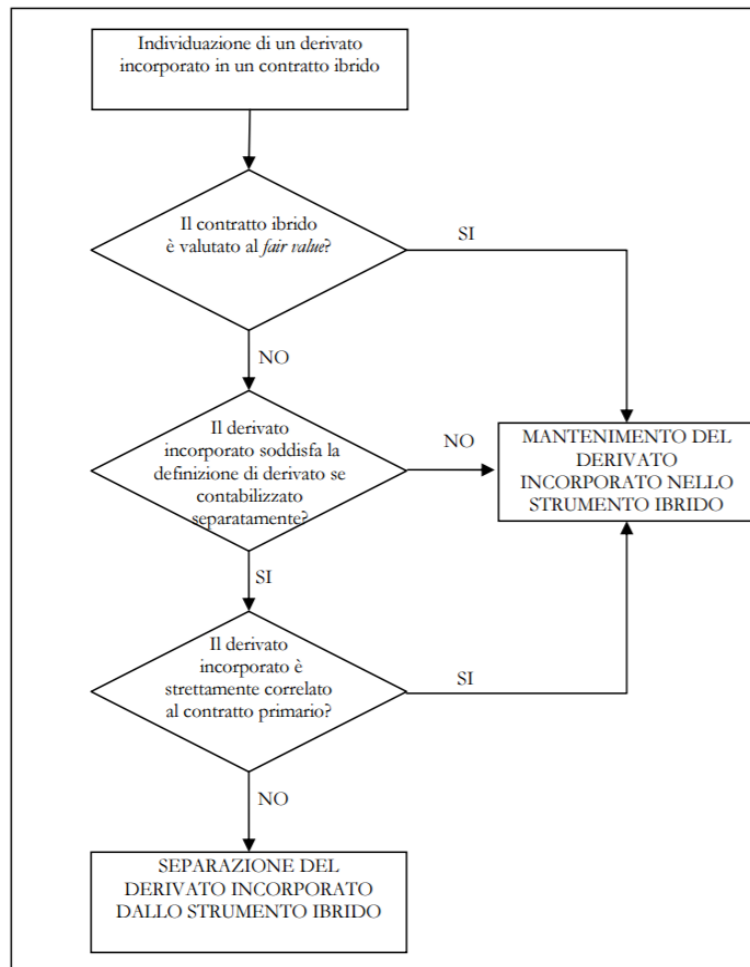 Individuazione di un derivato
incorporato in un contratto ibrido
Il contratto ibrido
è valutato al fair value?
SI
NO
Il derivato
incorporato soddisfa la
definizione di derivato se
contabilizzato
separatamente?
NO
MANTENIMENTO DEL
DERIVATO
INCORPORATO NELLO
STRUMENTO IBRIDO
SI
Il derivato
incorporato è
strettamente correlato
al contratto primario?
SI
NO
SEPARAZIONE DEL
DERIVATO INCORPORATO
DALLO STRUMENTO IBRIDO